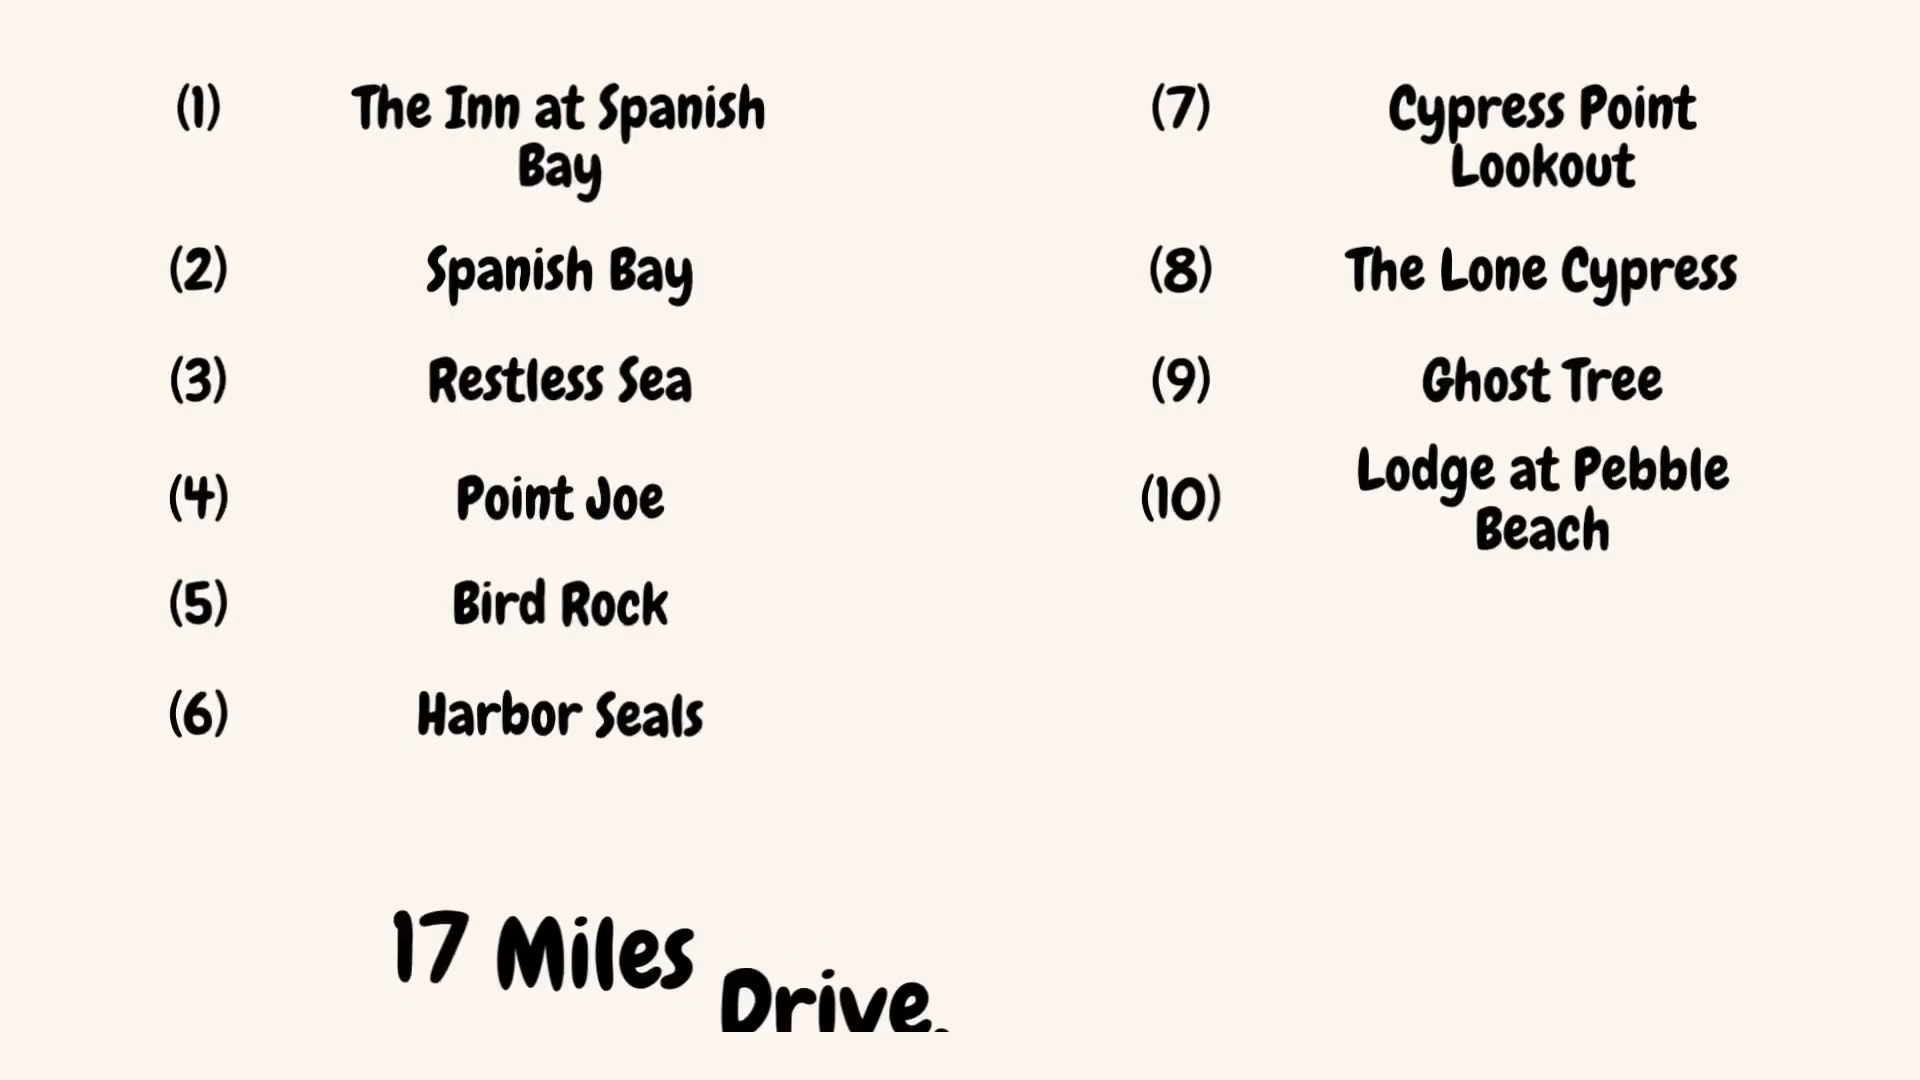 (1) The Inn at Spanish
Bay
(2) Spanish Bay
(3) Restless Sea
(4) Point Joe
(5) Bird Rock
(6) Harbor Seals
(7) Cypress Point
Lookout
(8) The Lone Cypress
(9) Ghost Tree
(10) Lodge at Pebble
Beach
17 Miles Drive,